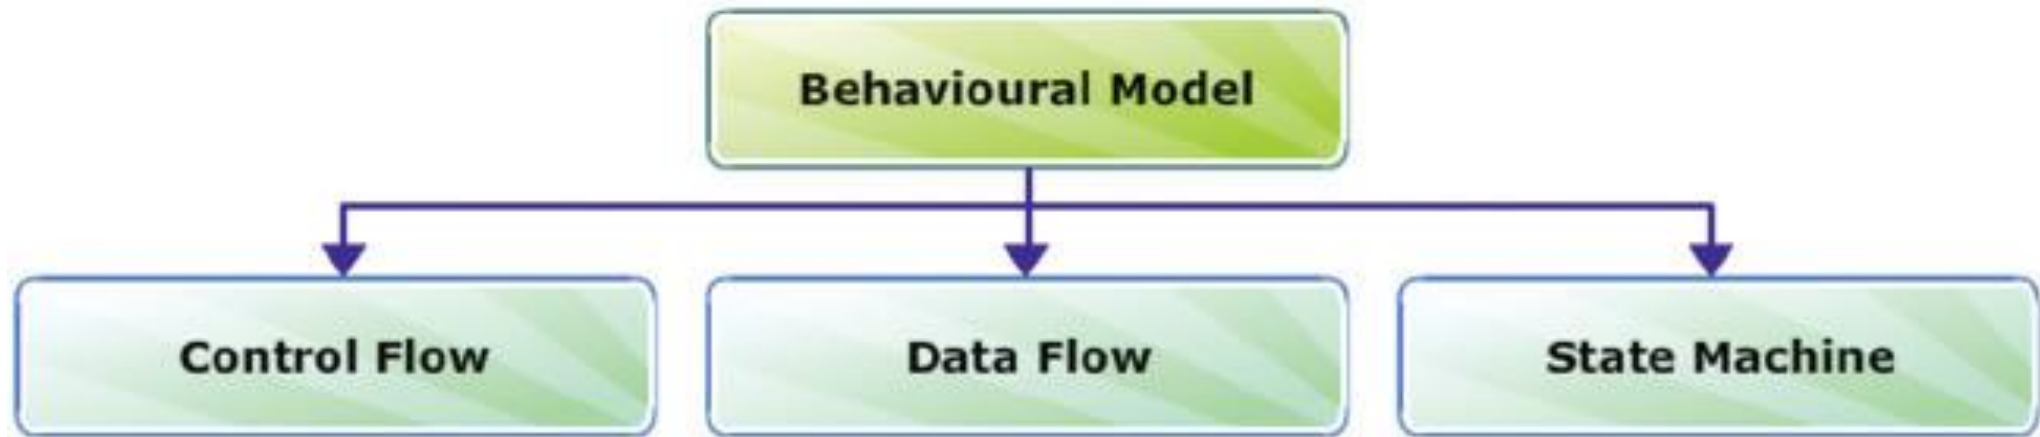 Behavioural Model
Control Flow
Data Flow
State Machine